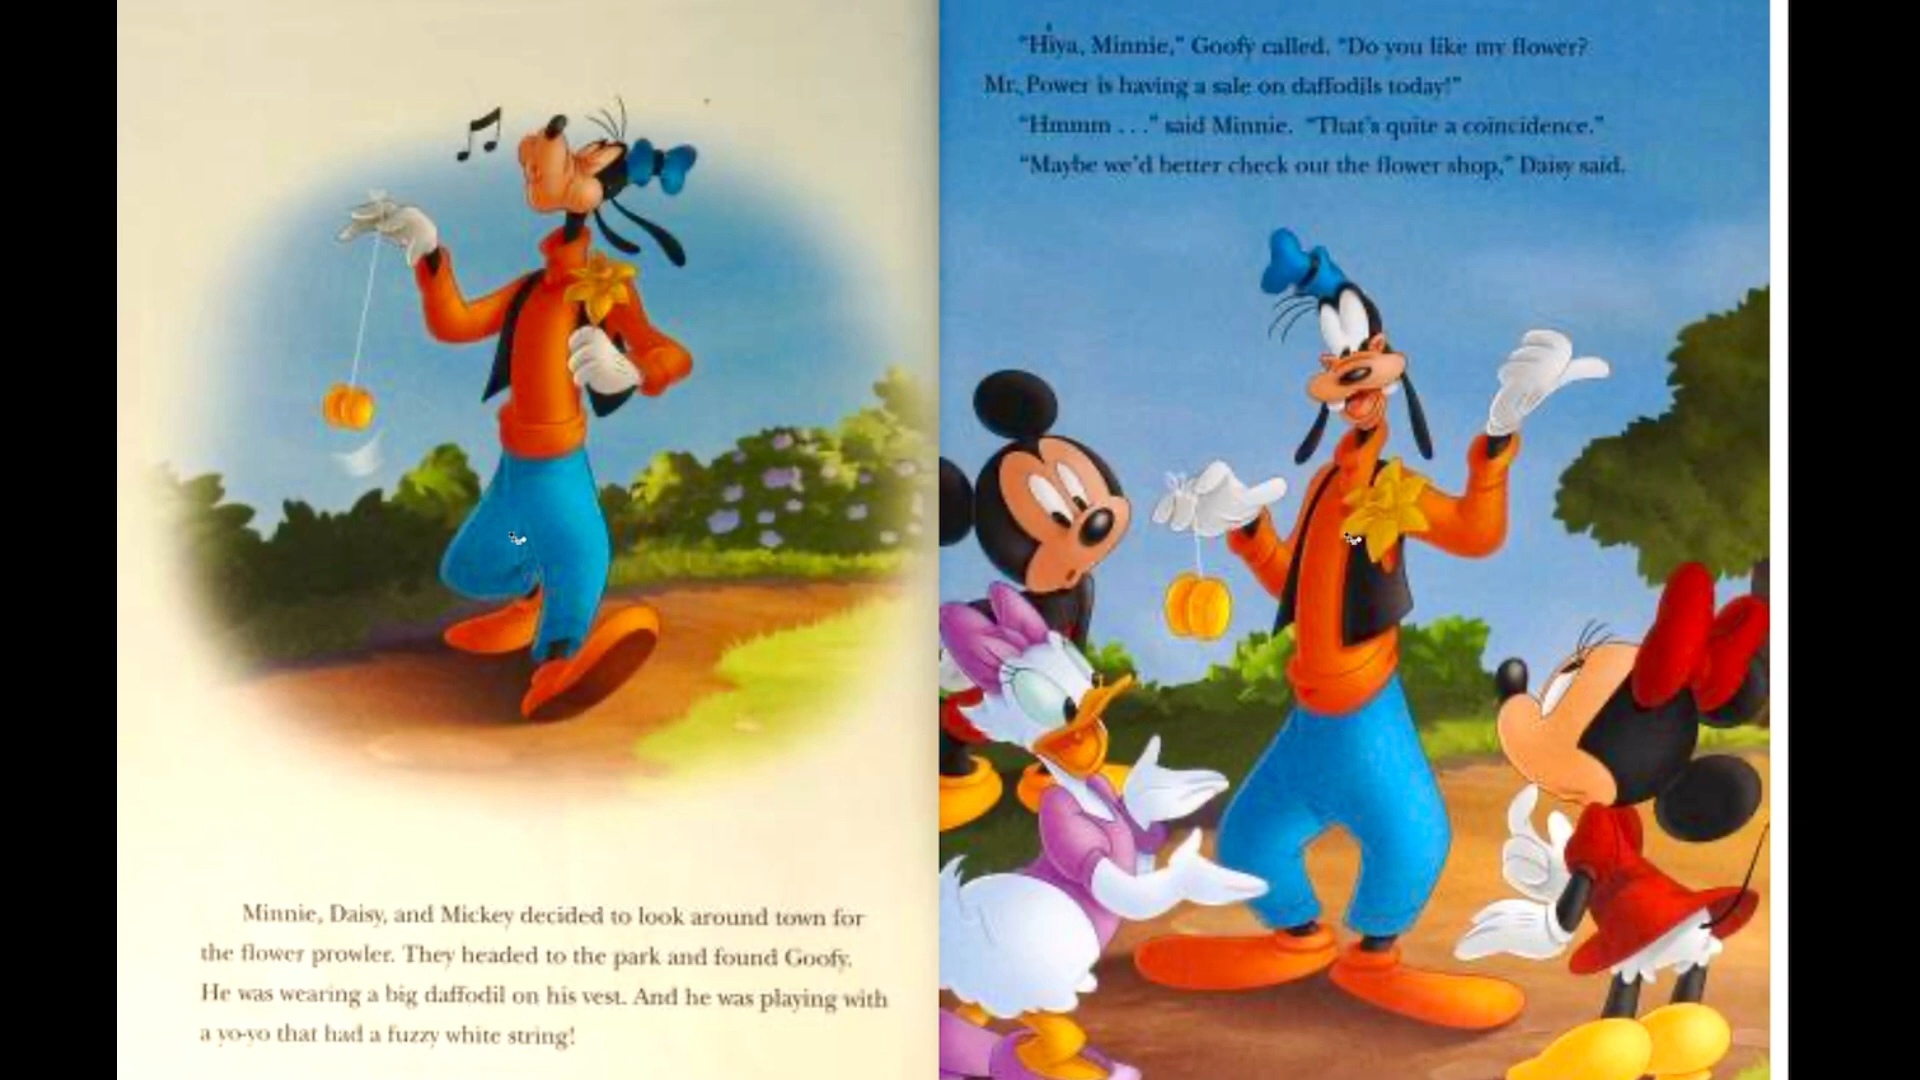 Minnie, Daisy, and Mickey decided to look around town for
the flower prowler. They headed to the park and found Goofy.
He was wearing a big daffodil on his vest. And he was playing with
a yo-yo that had a fuzzy white string!
"Hiya, Minnie," Goofy called. "Do you like my flower?
Mr. Power is having a sale on daffodils today!"
"Hmmm . . ." said Minnie. "That's quite a coincidence."
"Maybe we'd better check out the flower shop," Daisy said.